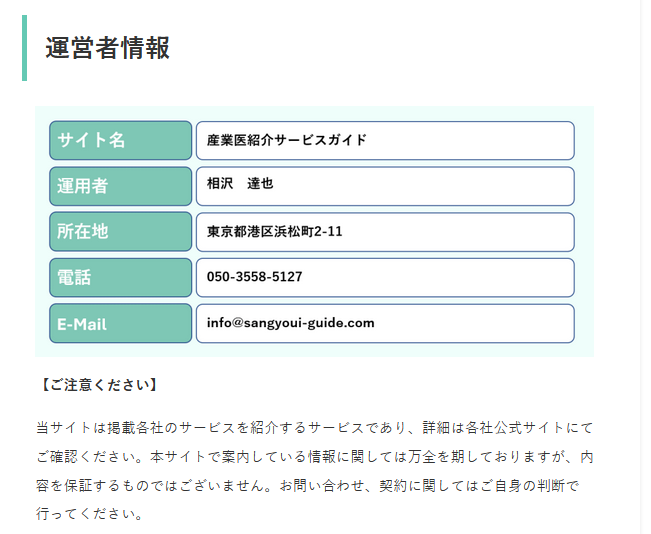 運営者情報
サイト名 産業医紹介サービスガイド
運用者 相沢　達也
所在地 東京都港区浜松町2-11
電話 050-3558-5127
E-Mail info@sangyoui-guide.com
【ご注意ください】
当サイトは掲載各社のサービスを紹介するサービスであり、詳細は各社公式サイトにて
ご確認ください。本サイトで案内している情報に関しては万全を期しておりますが、内
容を保証するものではございません。お問い合わせ、契約に関してはご自身の判断で
行ってください。